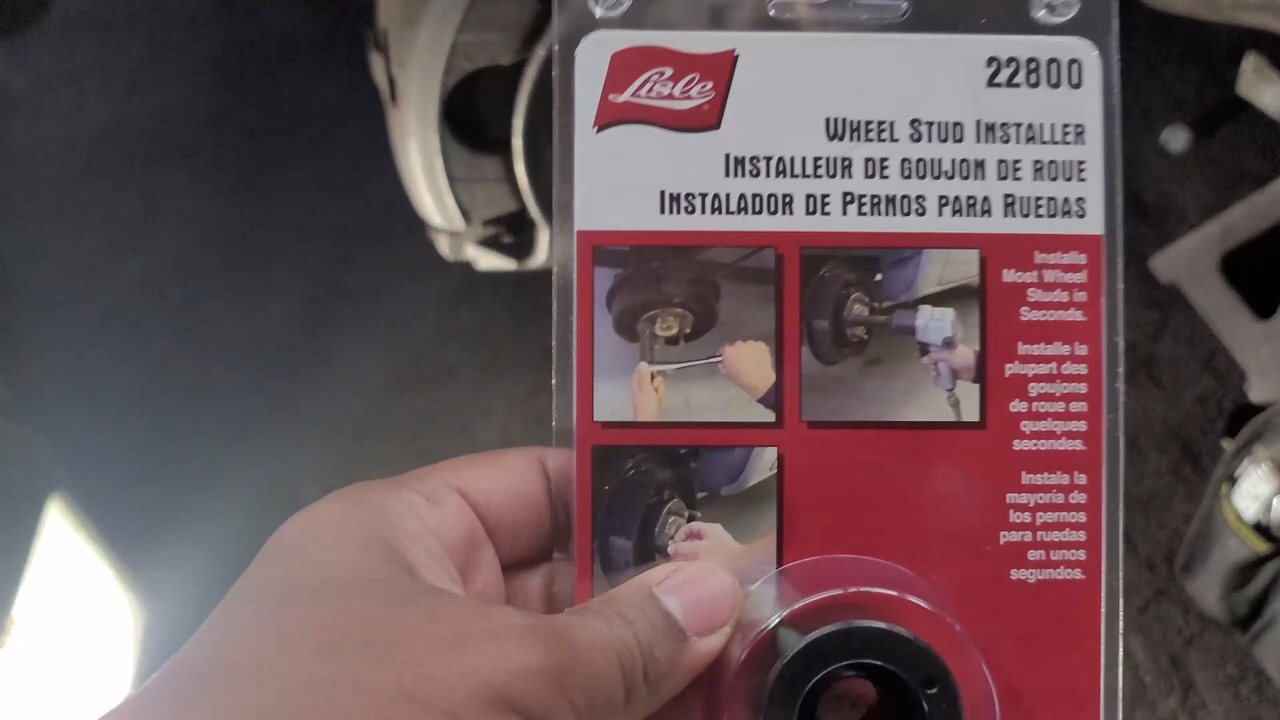 Lisle
22800
WHEEL STUD INSTALLER
INSTALLEUR DE GOUJON DE ROUE
INSTALADOR DE PERNOS PARA RUEDAS
Installs
Most Wheel
Studs in
Seconds.
Installe la
plupart des
goujons
de roue en
quelques
secondes.
Instala la
mayoría de
los pernos
para ruedas
en unos
segundos.